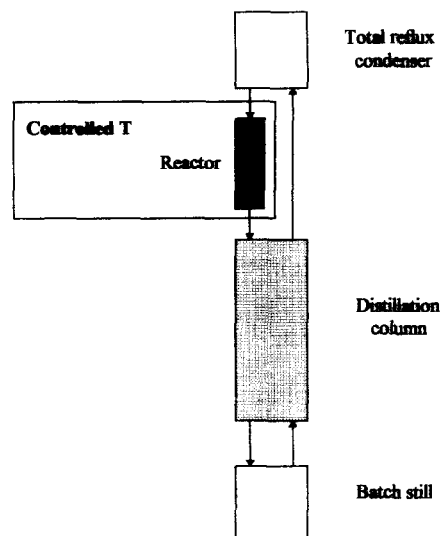 Total reflux
condenser
Controlled T
Reactor
Distillation
column
Batch still